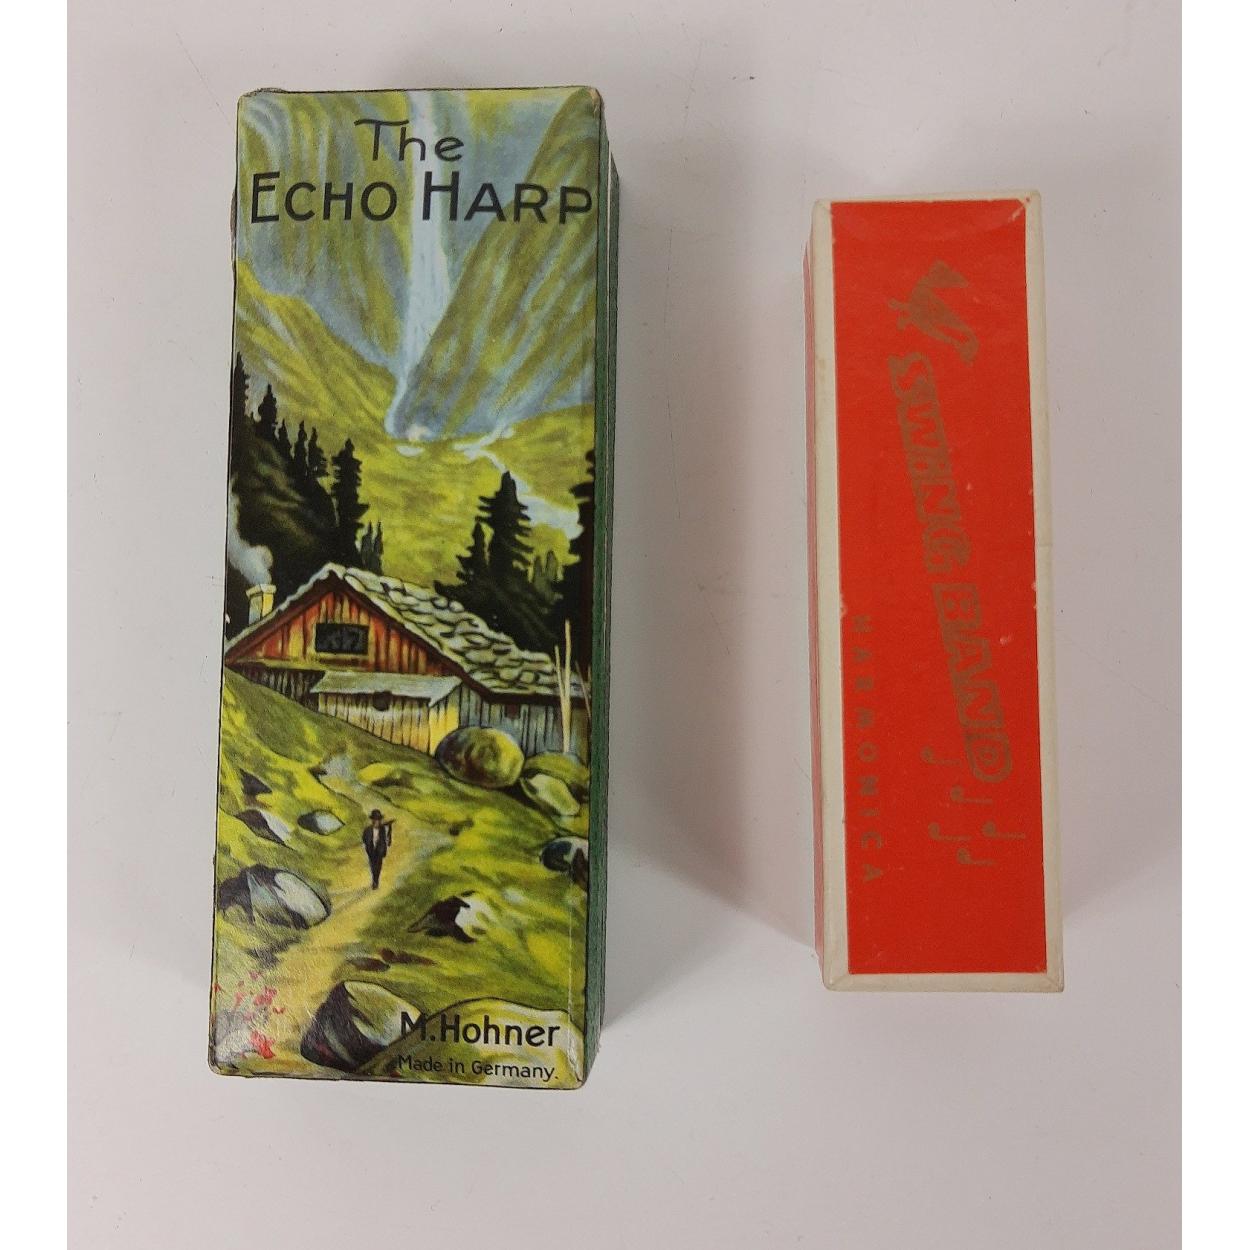 The
ECHO HARP
M.Hohner
Made in Germany.
SWING BAND
HARMONICA